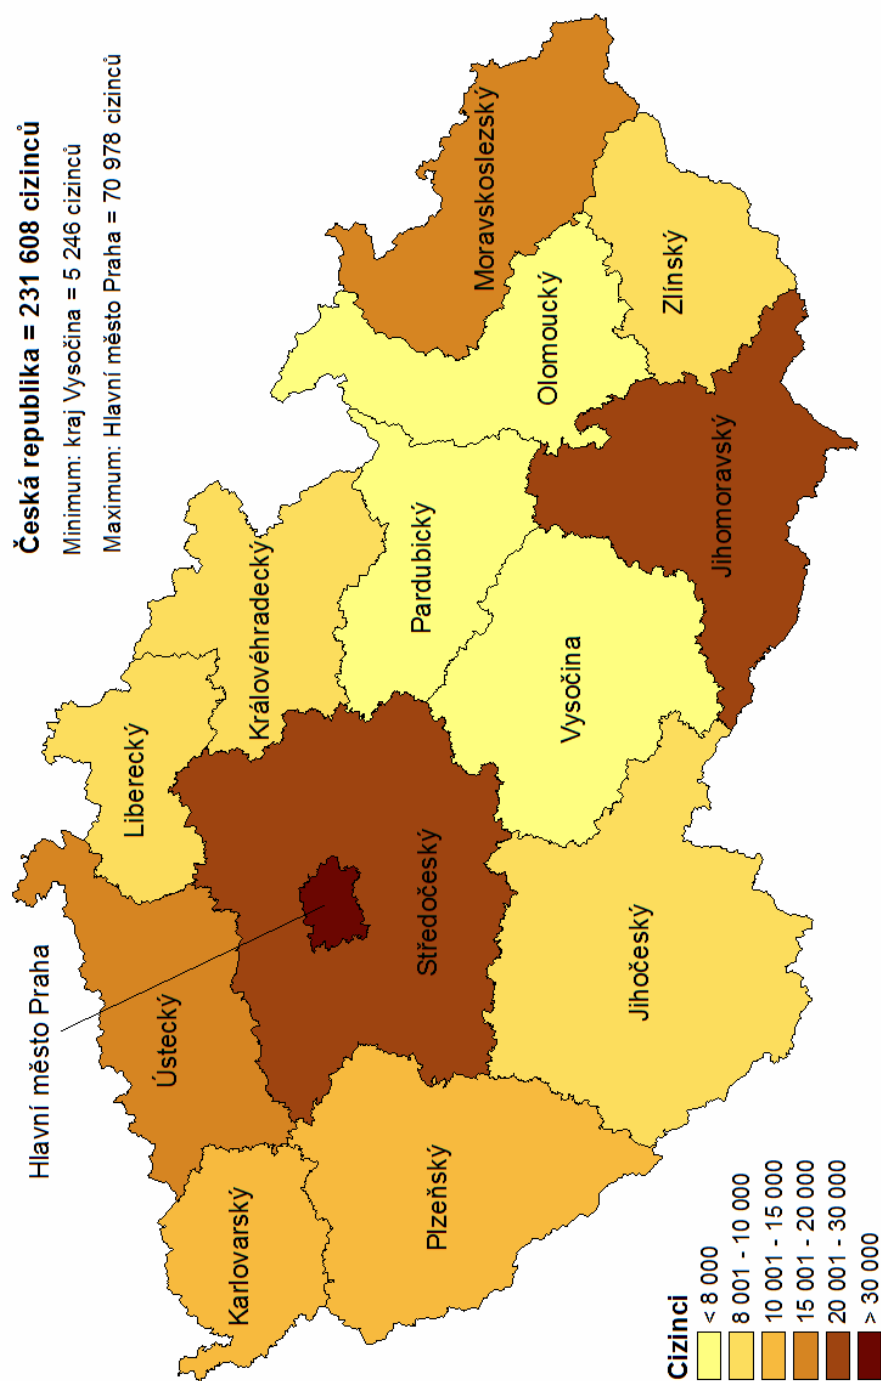 Česká republika = 231 608 cizinců
Minimum: kraj Vysočina = 5 246 cizinců
Maximum: Hlavní město Praha = 70 978 cizinců
Hlavní město Praha
Liberecký
Ústecký
Královéhradecký
Karlovarský
Moravskoslezský
Pardubický
Středočeský
Plzeňský
Olomoucký
Vysočina
Jihočeský
Zlínský
Jihomoravský
Cizinci
< 8 000
8 001 - 10 000
10 001 - 15 000
15 001 - 20 000
20 001 - 30 000
> 30 000